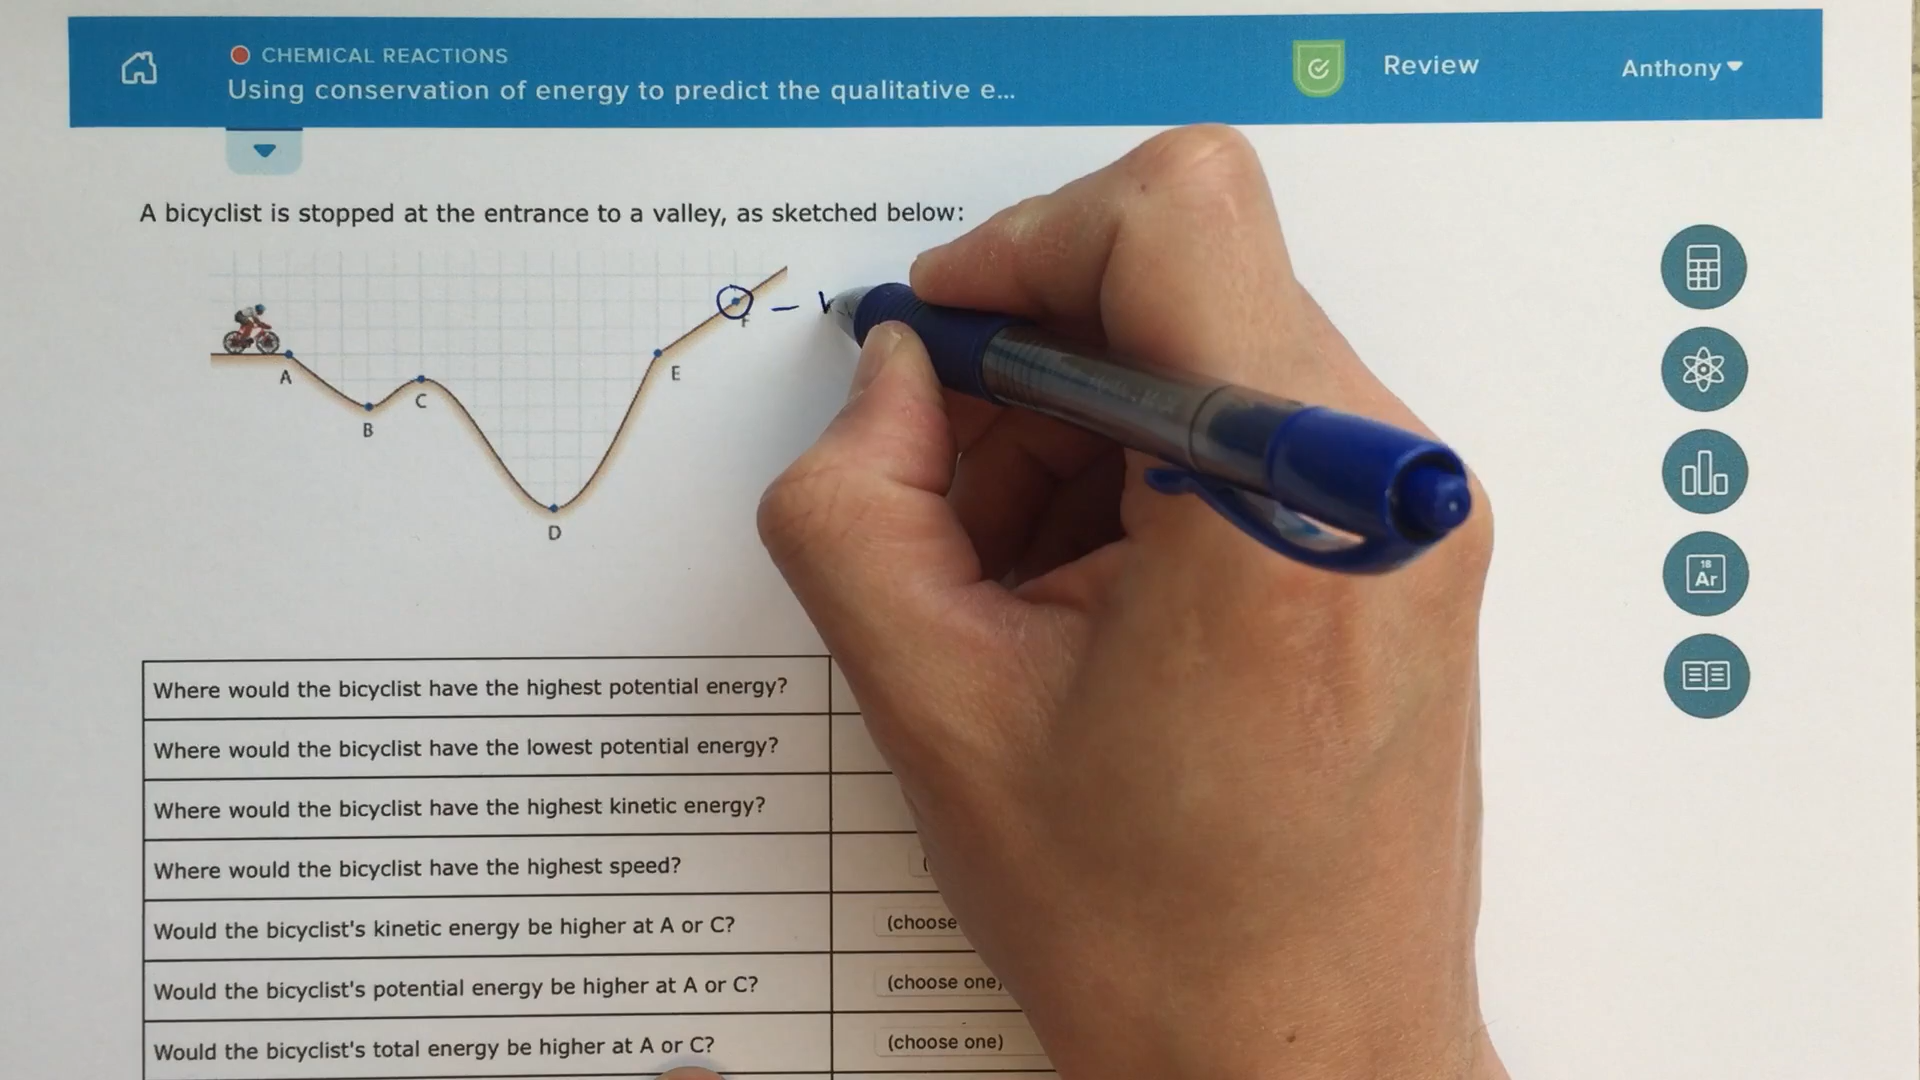 CHEMICAL REACTIONS
Using conservation of energy to predict the qualitative e...
Review
Anthony
A bicyclist is stopped at the entrance to a valley, as sketched below:
A
B
C
D
E
F
18
Ar
Where would the bicyclist have the highest potential energy?
Where would the bicyclist have the lowest potential energy?
Where would the bicyclist have the highest kinetic energy?
Where would the bicyclist have the highest speed?
Would the bicyclist's kinetic energy be higher at A or C?
(choose
Would the bicyclist's potential energy be higher at A or C?
(choose one)
Would the bicyclist's total energy be higher at A or C?
(choose one)